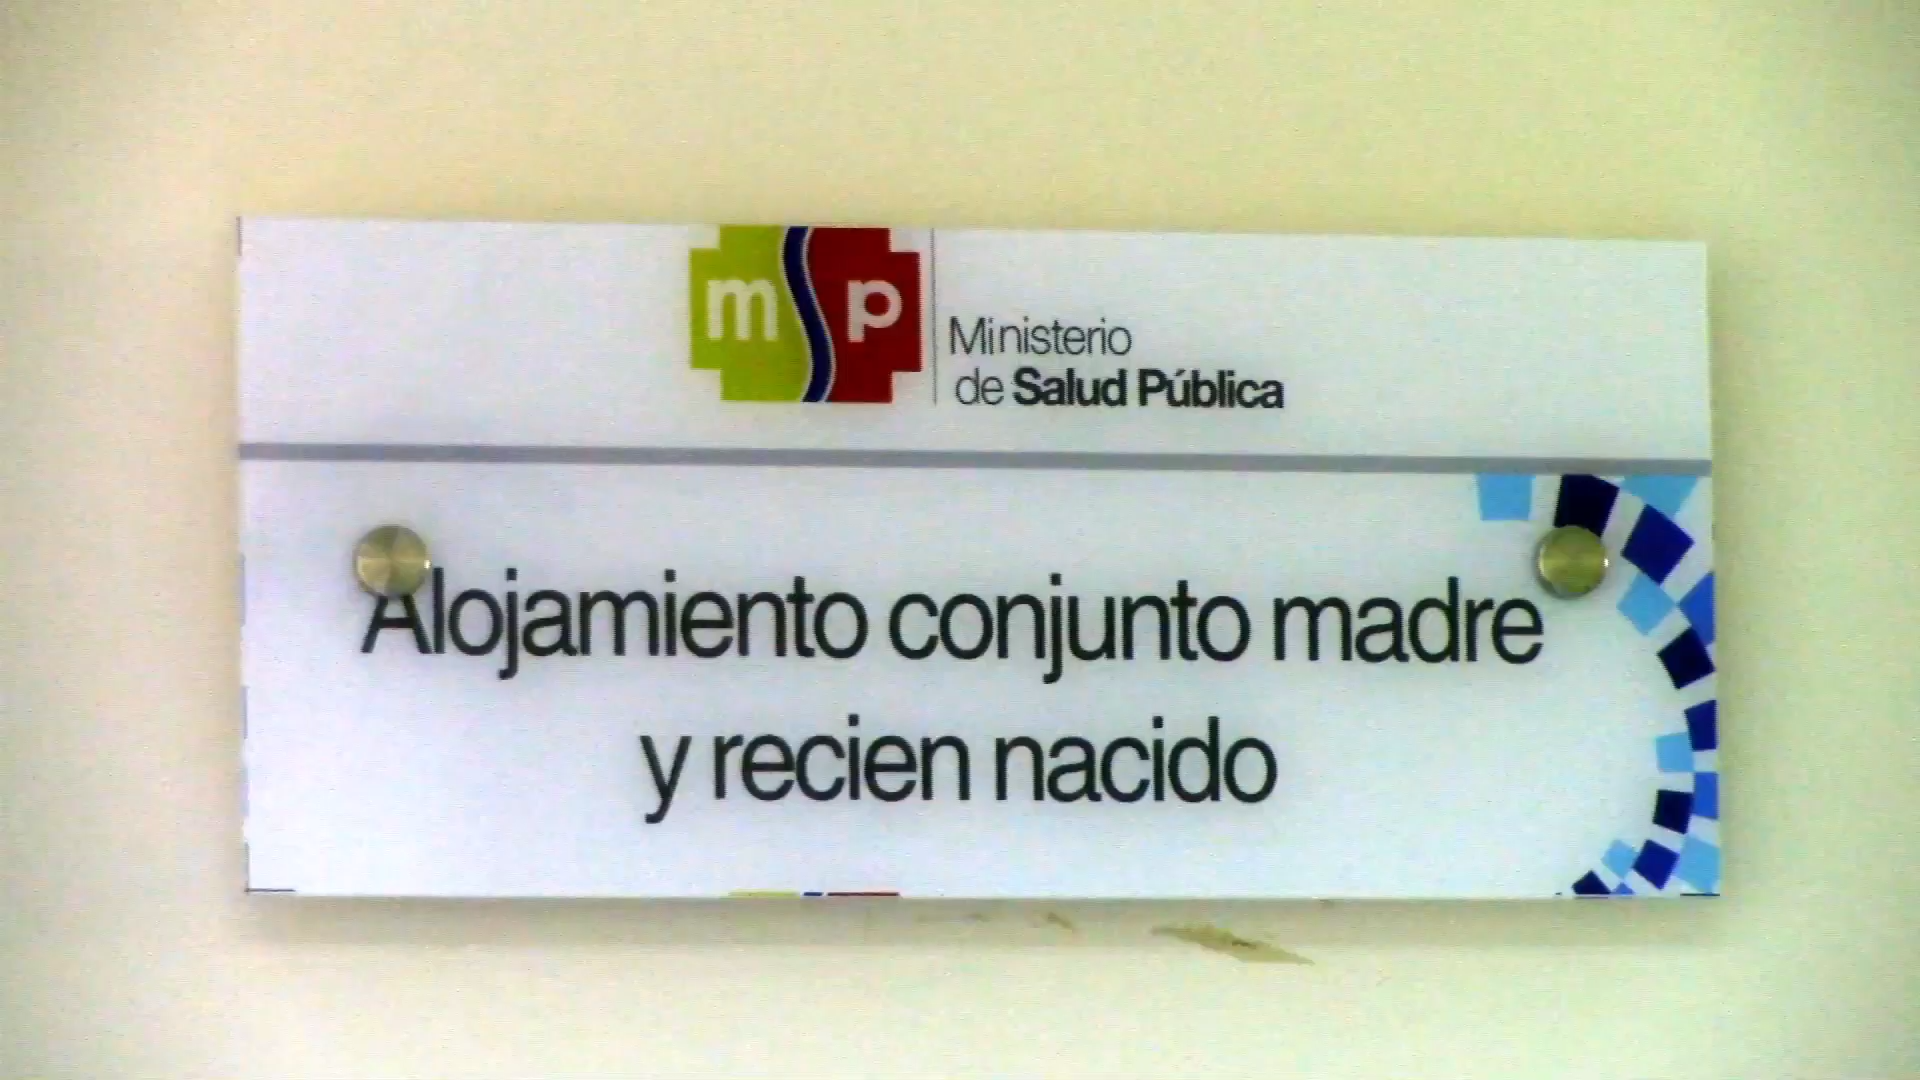 msp
Ministerio
de Salud Pública
Alojamiento conjunto madre
y recien nacido